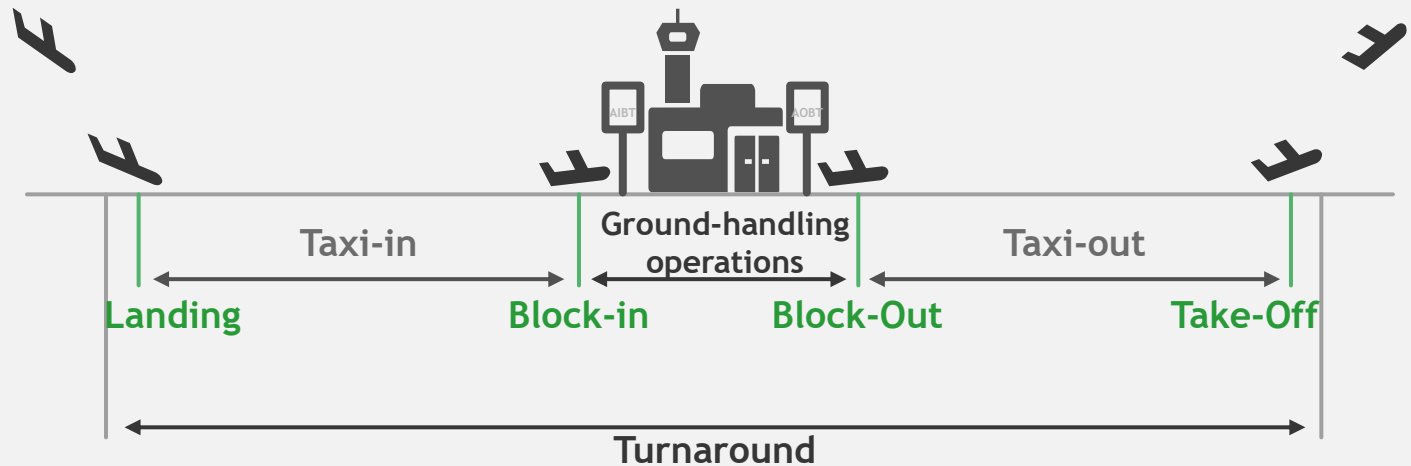 AIBT
AOBT
Ground-handling
operations
Taxi-in
Taxi-out
Landing
Block-in
Block-Out
Take-Off
Turnaround